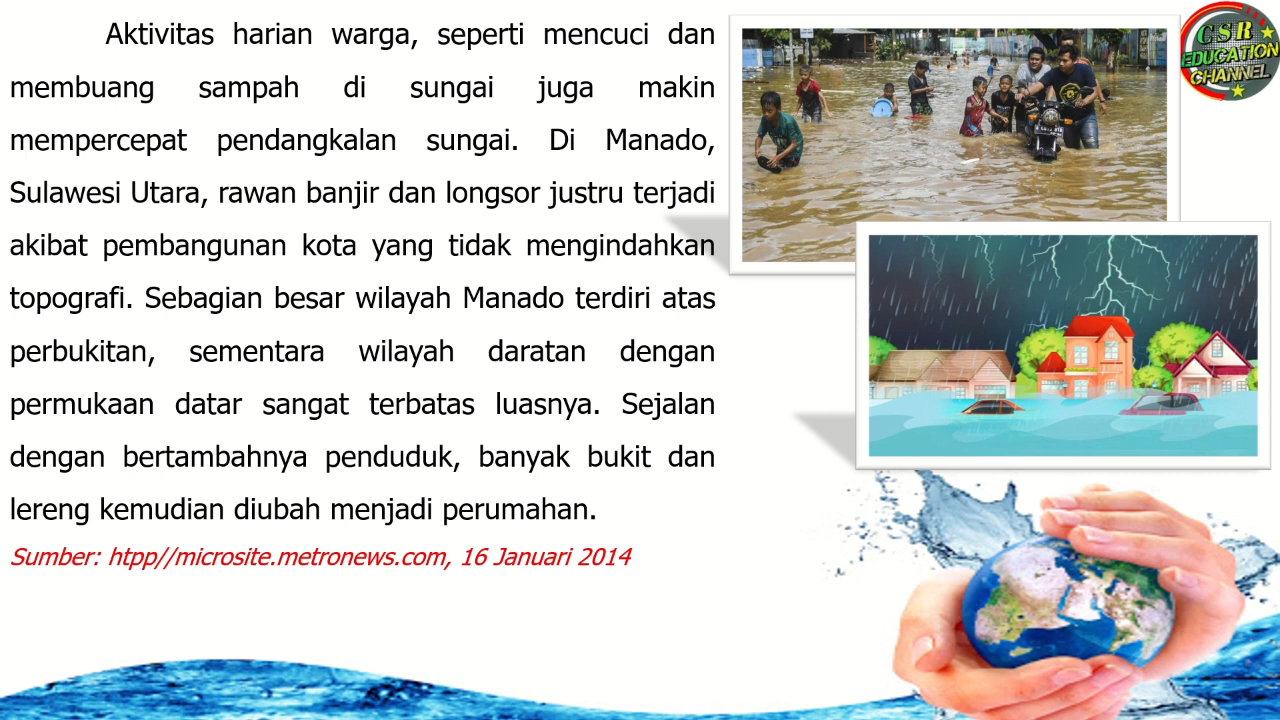 Aktivitas harian warga, seperti mencuci dan
membuang sampah di sungai juga makin
mempercepat pendangkalan sungai. Di Manado,
Sulawesi Utara, rawan banjir dan longsor justru terjadi
akibat pembangunan kota yang tidak mengindahkan
topografi. Sebagian besar wilayah Manado terdiri atas
perbukitan, sementara wilayah daratan dengan
permukaan datar sangat terbatas luasnya. Sejalan
dengan bertambahnya penduduk, banyak bukit dan
lereng kemudian diubah menjadi perumahan.
Sumber: htpp//microsite.metronews.com, 16 Januari 2014
CSR
EDUCATION
CHANNEL